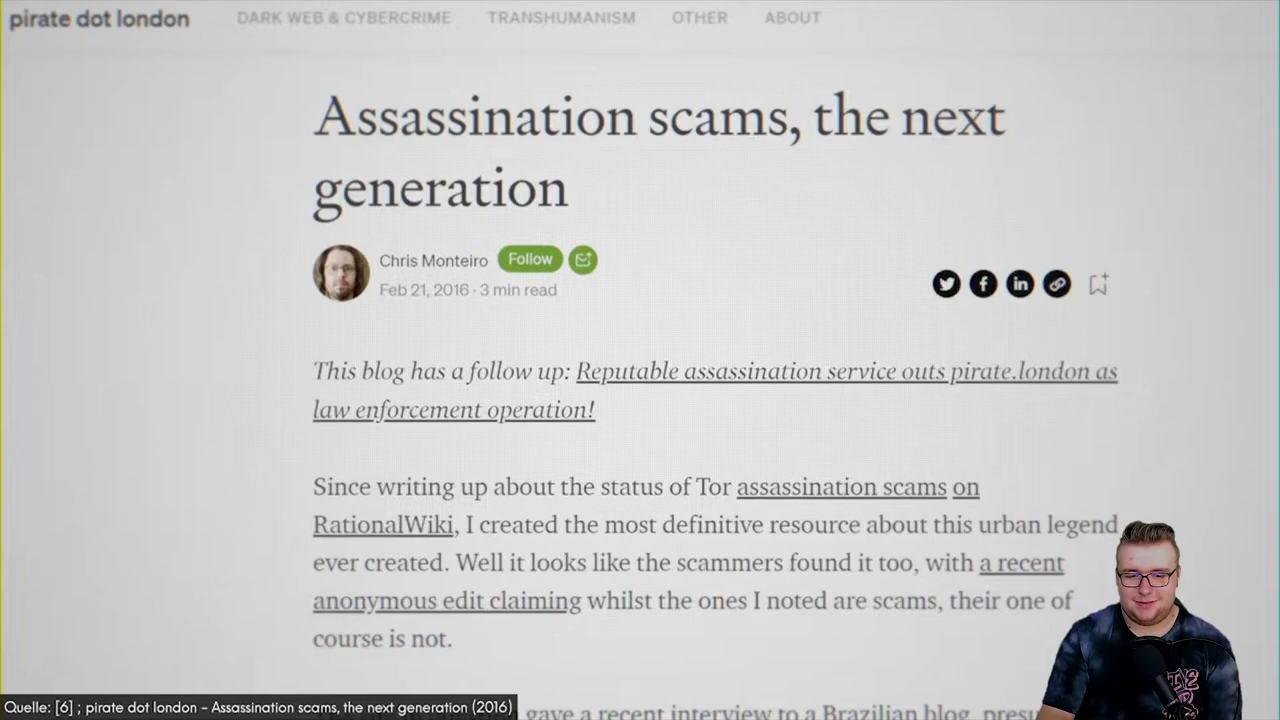 pirate dot london
DARK WEB & CYBERCRIME TRANSHUMANISM OTHER ABOUT
Assassination scams, the next
generation
Chris Monteiro Follow
Feb 21, 2016 · 3 min read
This blog has a follow up: Reputable assassination service outs pirate.london as
law enforcement operation!
Since writing up about the status of Tor assassination scams on
RationalWiki, I created the most definitive resource about this urban legend
ever created. Well it looks like the scammers found it too, with a recent
anonymous edit claiming whilst the ones I noted are scams, their one of
course is not.
gave a recent interview to a Brazilian blog,
Quelle: [6] ; pirate dot london – Assassination scams, the next generation (2016)